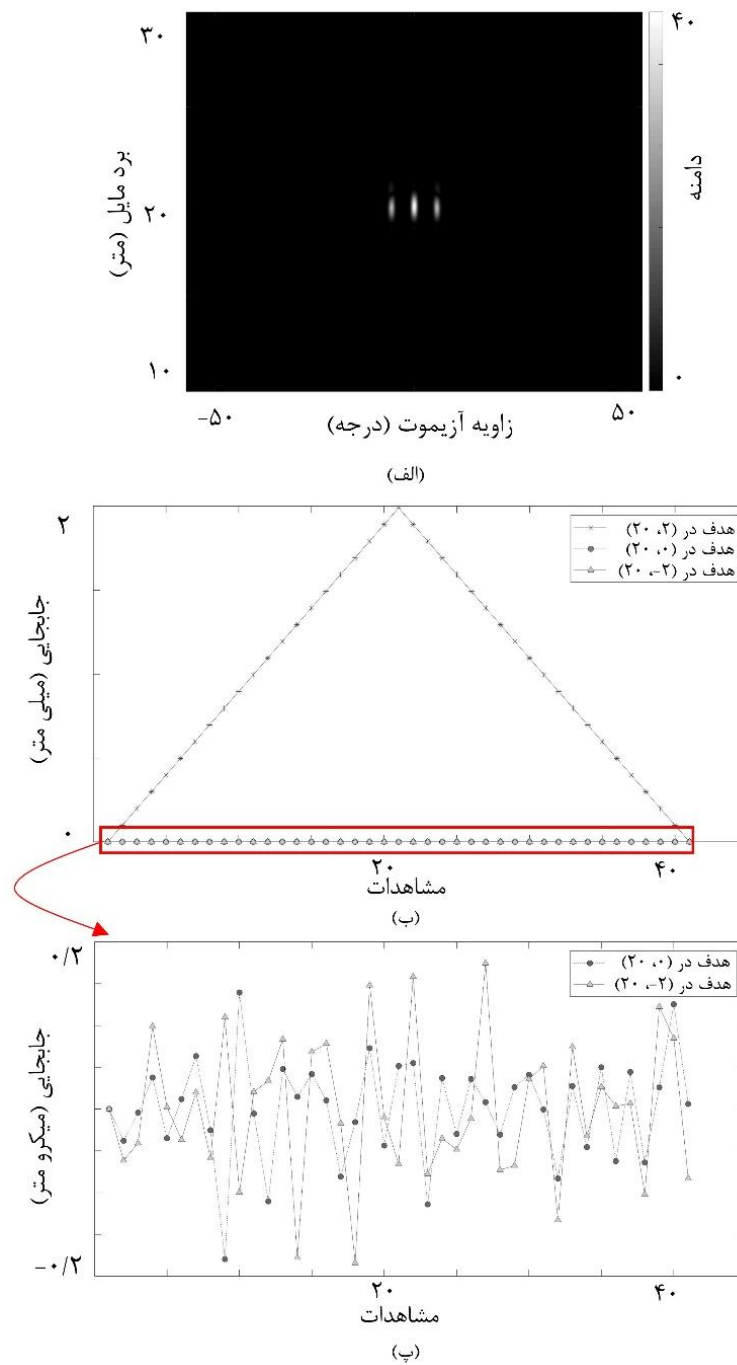 ۳۰
۴۰
برد مایل (متر)
۲۰
دامنه
۱۰
۰
-۵۰
زاویه آزیموت (درجه)
۵۰
(الف)
۲
هدف در (۲، ۲۰)
هدف در (۰، ۲۰)
هدف در (۲-، ۲۰)
جابجایی (میلی متر)
۰
۲۰
۴۰
مشاهدات
(ب)
۰/۲
هدف در (۰، ۲۰)
هدف در (۲-، ۲۰)
جابجایی (میکرو متر)
-۰/۲
۲۰
۴۰
مشاهدات
(پ)